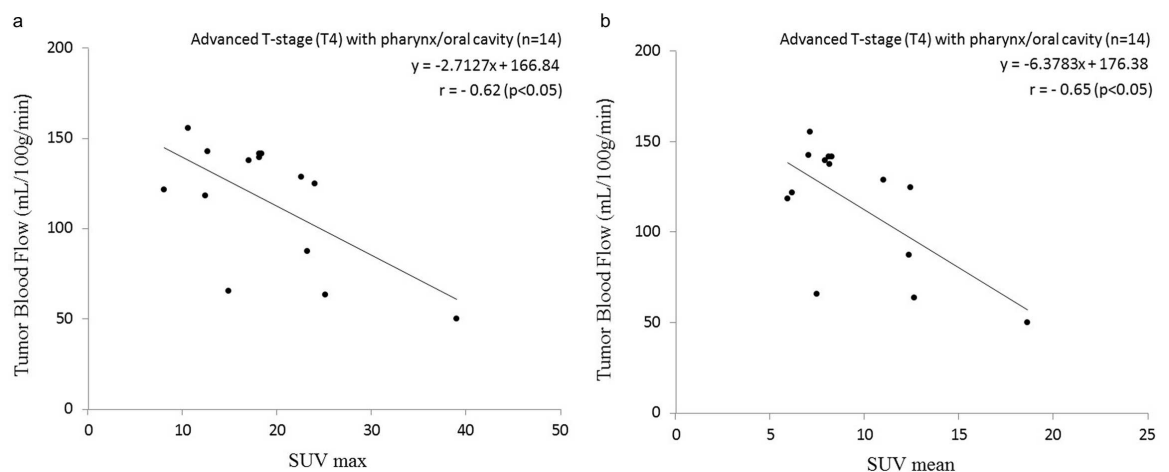 a
Advanced T-stage (T4) with pharynx/oral cavity (n=14)
y = -2.7127x + 166.84
r = - 0.62 (p<0.05)
Tumor Blood Flow (mL/100g/min)
200
150
100
50
0
0 10 20 30 40 50
SUV max
b
Advanced T-stage (T4) with pharynx/oral cavity (n=14)
y = -6.3783x + 176.38
r = - 0.65 (p<0.05)
Tumor Blood Flow (mL/100g/min)
200
150
100
50
0
0 5 10 15 20 25
SUV mean